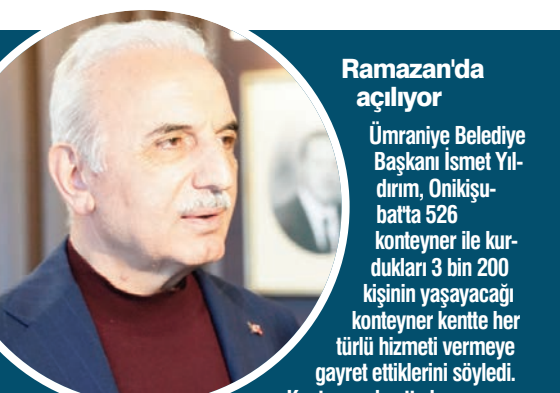 Ramazan'da
açılıyor
Ümraniye Belediye
Başkanı İsmet Yıl-
dırım, Onikişu-
bat'ta 526
konteyner ile kur-
dukları 3 bin 200
kişinin yaşayacağı
konteyner kentte her
türlü hizmeti vermeye
gayret ettiklerini söyledi.